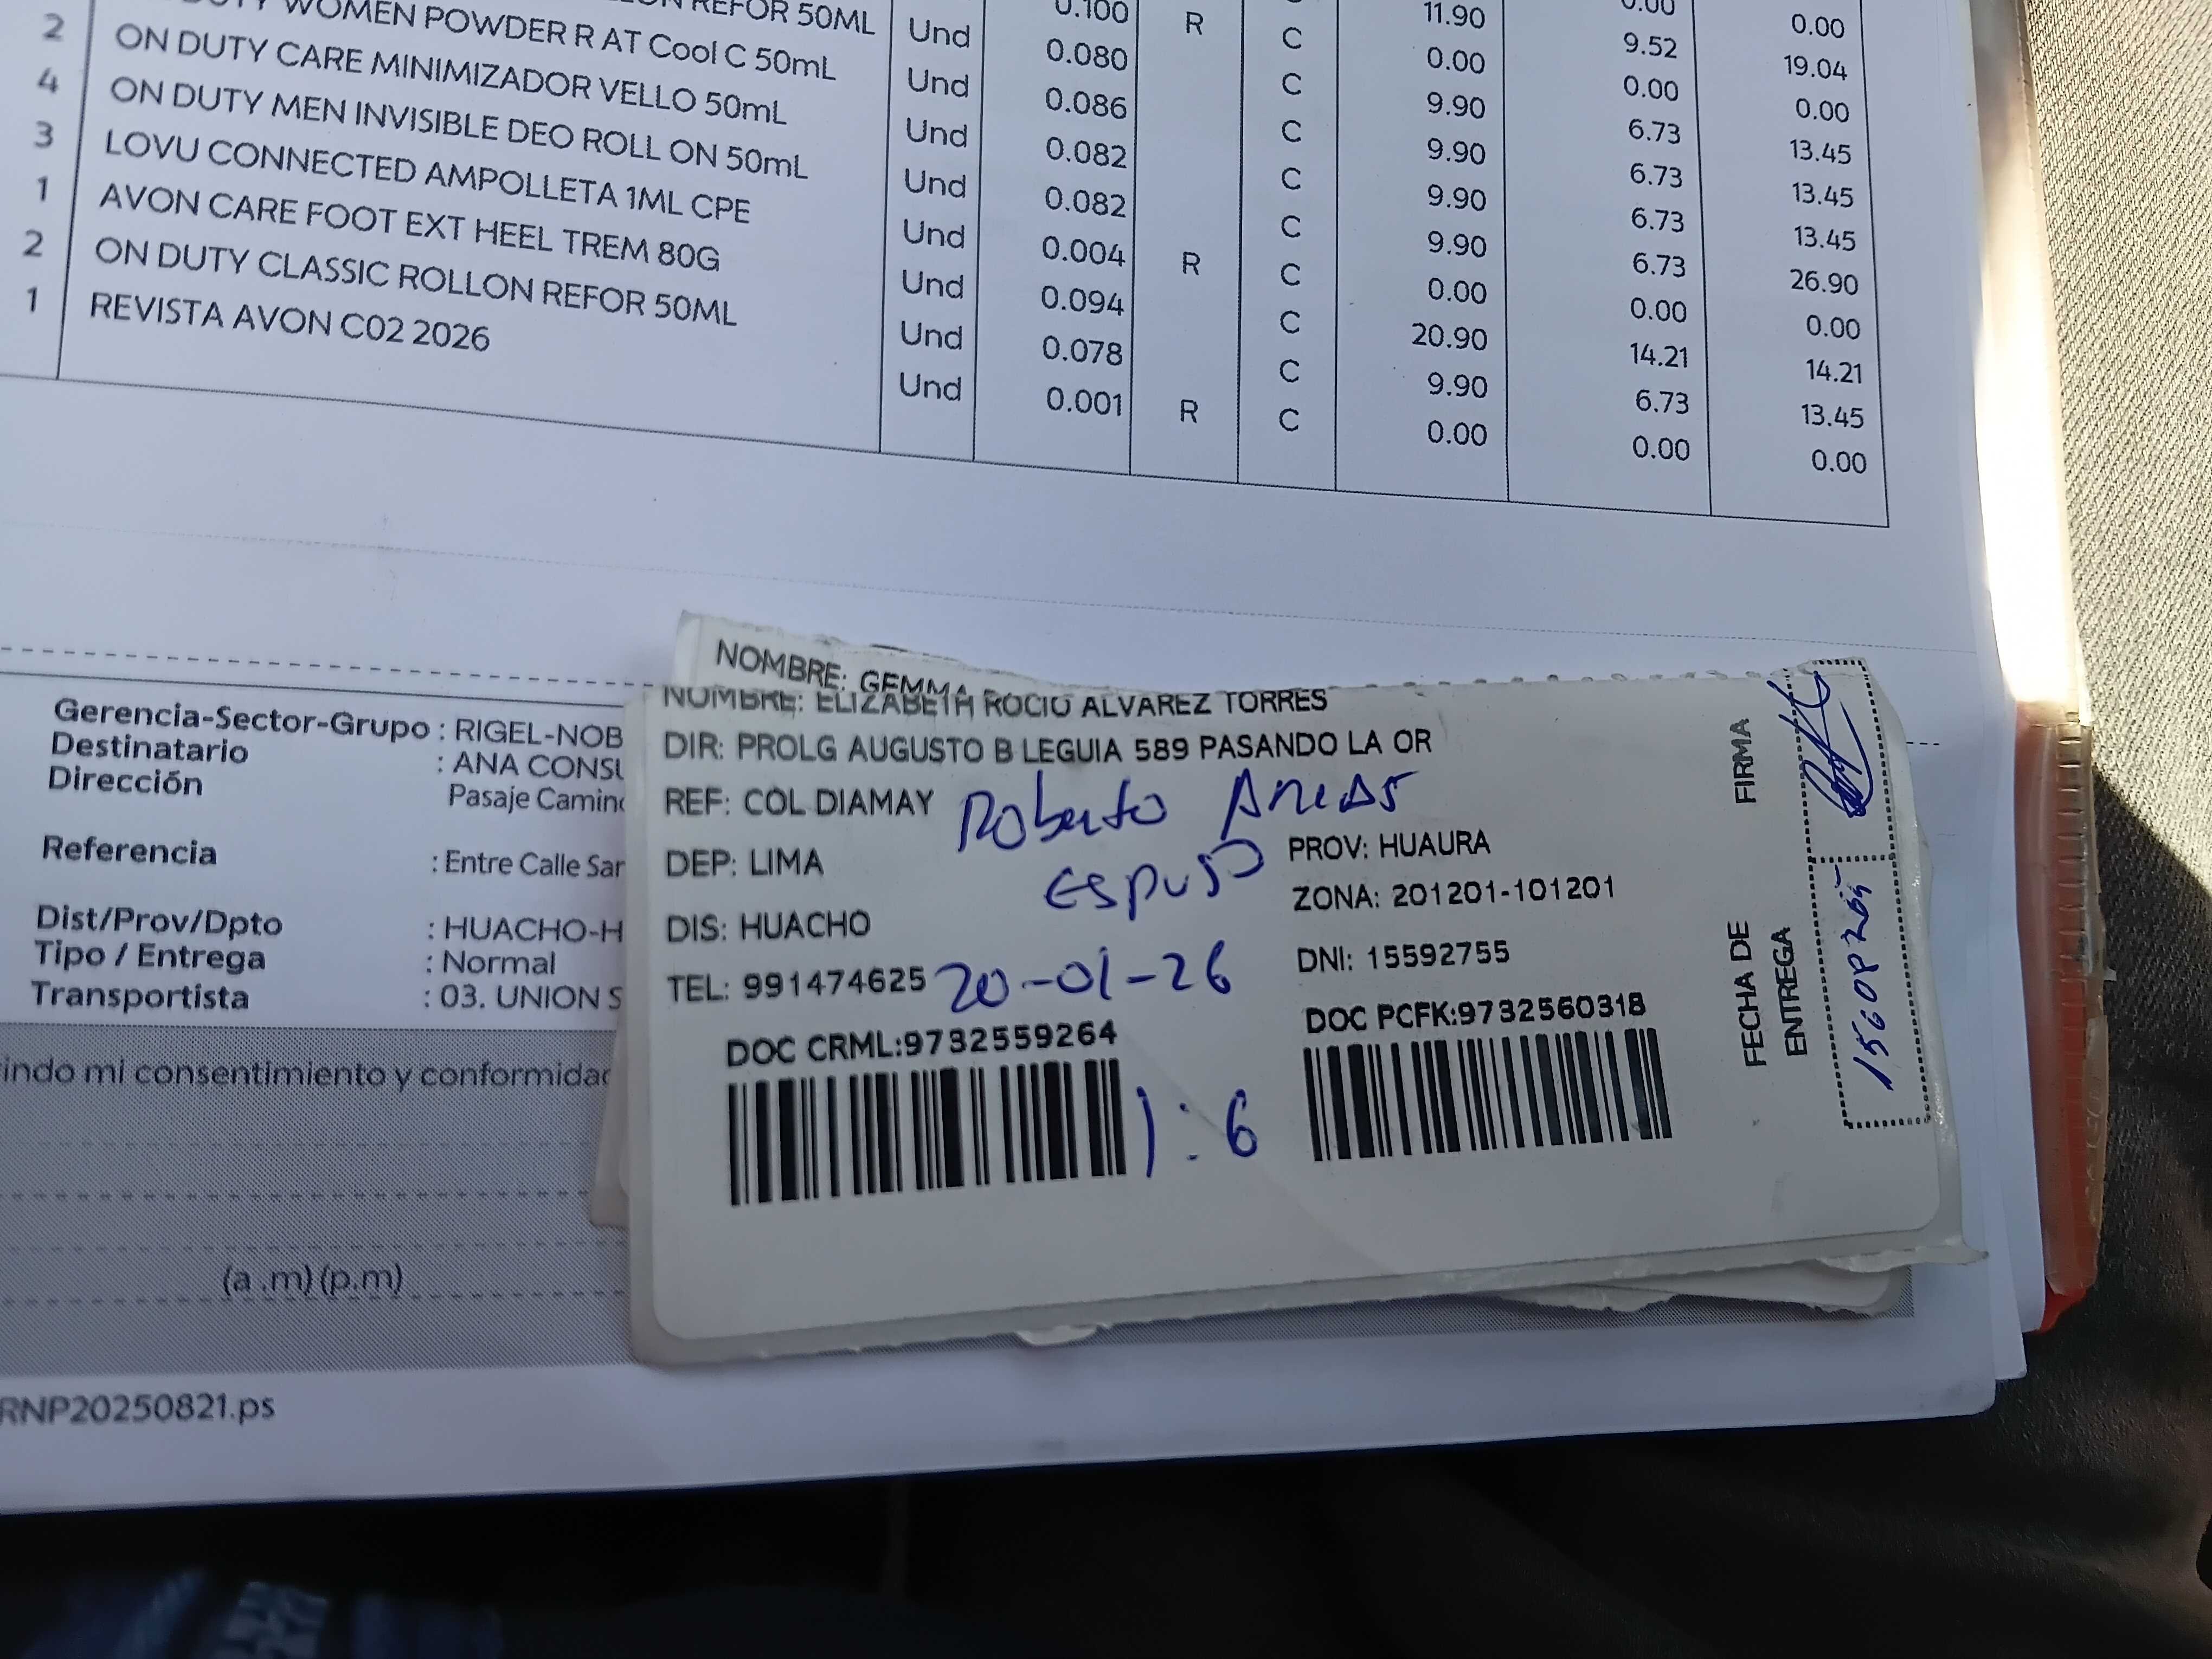 REFOR 50ML Und 0.100 R 11.90 0.00 0.00
WOMEN POWDER R AT Cool C 50mL
2 ON DUTY CARE MINIMIZADOR VELLO 50mL
4 ON DUTY MEN INVISIBLE DEO ROLL ON 50mL
3 LOVU CONNECTED AMPOLLETA 1ML CPE
1 AVON CARE FOOT EXT HEEL TREM 80G
2 ON DUTY CLASSIC ROLLON REFOR 50ML
1 REVISTA AVON C02 2026
Und 0.080 C 0.00 9.52 19.04
Und 0.086 C 9.90 0.00 0.00
Und 0.082 C 9.90 6.73 13.45
Und 0.082 C 9.90 6.73 13.45
Und 0.004 R C 9.90 6.73 13.45
Und 0.094 C 0.00 6.73 26.90
Und 0.078 C 20.90 0.00 0.00
Und 0.001 R C 9.90 14.21 14.21
C 0.00 6.73 13.45
0.00 0.00
Gerencia-Sector-Grupo : RIGEL-NOB
Destinatario : ANA CONSU
Dirección Pasaje Camino
Referencia : Entre Calle San
Dist/Prov/Dpto : HUACHO-H
Tipo / Entrega : Normal
Transportista : 03. UNION S
indo mi consentimiento y conformidad
(a .m) (p.m)
RNP20250821.ps
NOMBRE: GEMMA
NOMBRE: ELIZABETH ROCIO ALVAREZ TORRES
DIR: PROLG AUGUSTO B LEGUIA 589 PASANDO LA OR
REF: COL DIAMAY Roberto Arias
DEP: LIMA esposo PROV: HUAURA
ZONA: 201201-101201
DIS: HUACHO
TEL: 991474625 20-01-26 DNI: 15592755
DOC CRML:9732559264 DOC PCFK:9732560318
1:6
FIRMA
FECHA DE
ENTREGA